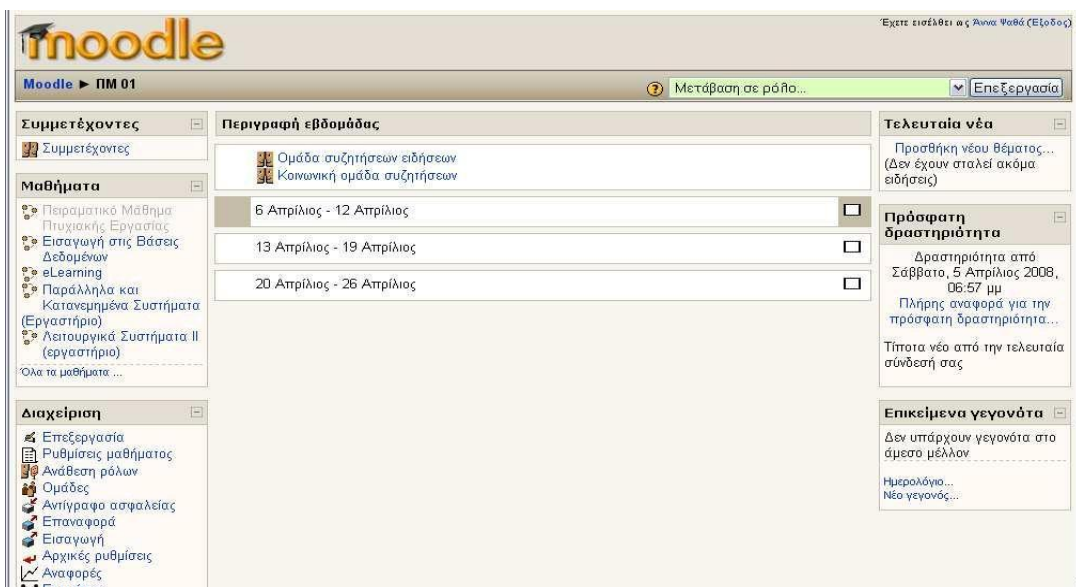 moodle
Έχετε εισέλθει ως Άννα Ψαθά (Έξοδος)
Moodle ► ΠΜ 01
Μετάβαση σε ρόλο...
Επεξεργασία
Συμμετέχοντες
Συμμετέχοντες
Μαθήματα
Πειραματικό Μάθημα
Πτυχιακής Εργασίας
Εισαγωγή στις Βάσεις
Δεδομένων
eLearning
Παράλληλα και
Κατανεμημένα Συστήματα
(Εργαστήριο)
Λειτουργικά Συστήματα ΙΙ
(εργαστήριο)
Όλα τα μαθήματα ...
Διαχείριση
Επεξεργασία
Ρυθμίσεις μαθήματος
Ανάθεση ρόλων
Ομάδες
Αντίγραφο ασφαλείας
Επαναφορά
Εισαγωγή
Αρχικές ρυθμίσεις
Αναφορές
Περιγραφή εβδομάδας
Ομάδα συζητήσεων ειδήσεων
Κοινωνική ομάδα συζητήσεων
6 Απρίλιος - 12 Απρίλιος
13 Απρίλιος - 19 Απρίλιος
20 Απρίλιος - 26 Απρίλιος
Τελευταία νέα
Προσθήκη νέου θέματος...
(Δεν έχουν σταλεί ακόμα
ειδήσεις)
Πρόσφατη
δραστηριότητα
Δραστηριότητα από
Σάββατο, 5 Απρίλιος 2008,
06:57 μμ
Πλήρης αναφορά για την
πρόσφατη δραστηριότητα...
Τίποτα νέο από την τελευταία
σύνδεσή σας
Επικείμενα γεγονότα
Δεν υπάρχουν γεγονότα στο
άμεσο μέλλον
Ημερολόγιο...
Νέο γεγονός...